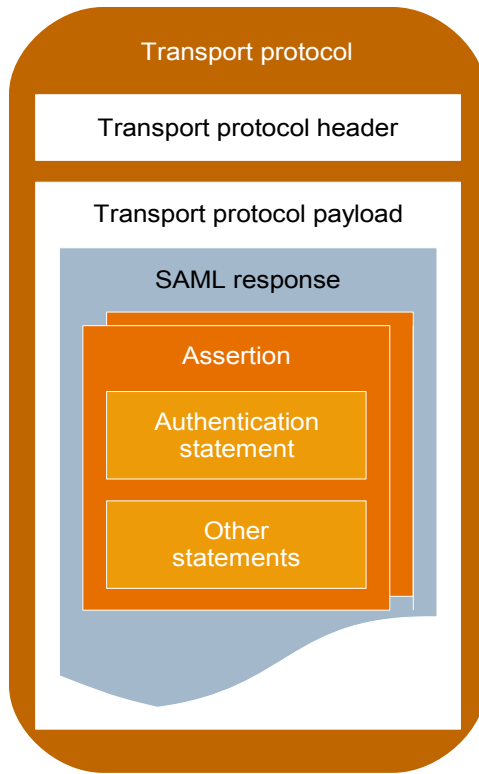 Transport protocol
Transport protocol header
Transport protocol payload
SAML response
Assertion
Authentication
statement
Other
statements